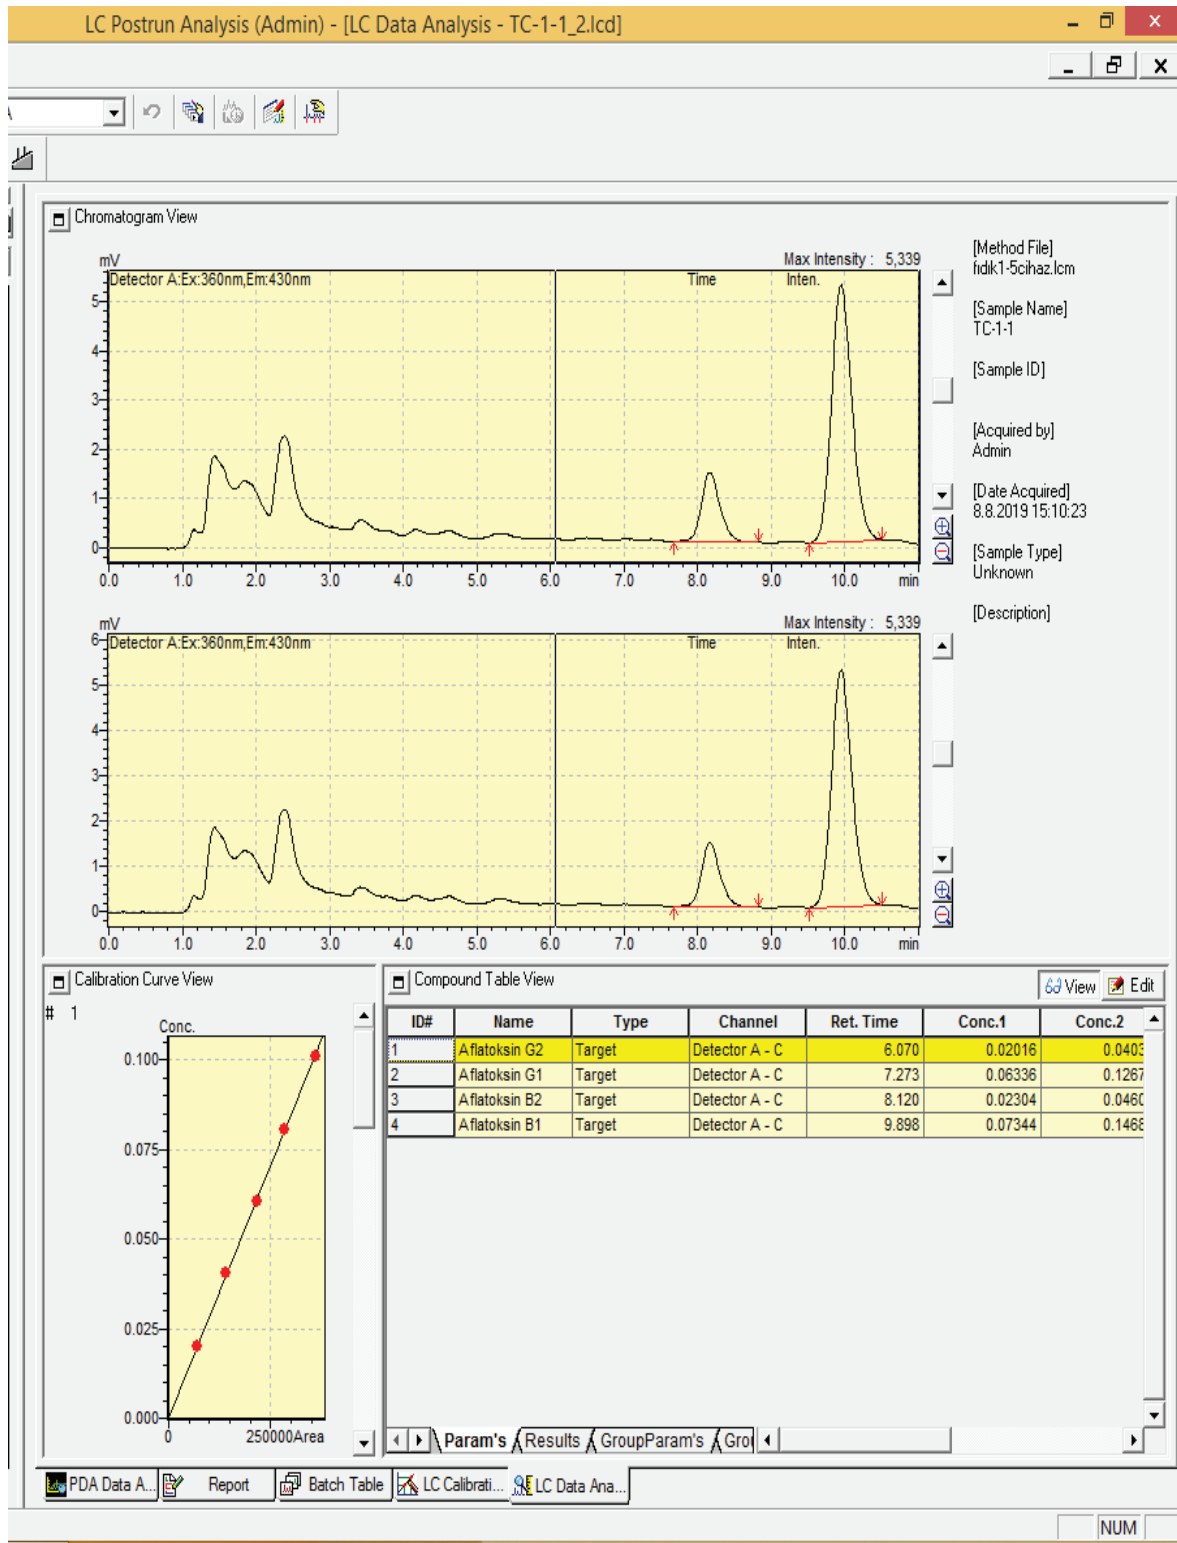 LC Postrun Analysis (Admin) - [LC Data Analysis - TC-1-1_2.lcd]
Chromatogram View
mV
Max Intensity : 5,339
Detector A:Ex:360nm,Em:430nm
Time Inten.
5
4
3
2
1
0
0.0 1.0 2.0 3.0 4.0 5.0 6.0 7.0 8.0 9.0 10.0 min
mV
Max Intensity : 5,339
Detector A:Ex:360nm,Em:430nm
Time Inten.
6
5
4
3
2
1
0
0.0 1.0 2.0 3.0 4.0 5.0 6.0 7.0 8.0 9.0 10.0 min
[Method File]
fidik1-5cihaz.lcm
[Sample Name]
TC-1-1
[Sample ID]
[Acquired by]
Admin
[Date Acquired]
8.8.2019 15:10:23
[Sample Type]
Unknown
[Description]
Calibration Curve View
# 1
Conc.
0.100
0.075
0.050
0.025
0.000
0 250000Area
Compound Table View
View Edit
ID# Name Type Channel Ret. Time Conc.1 Conc.2
1 Aflatoksin G2 Target Detector A - C 6.070 0.02016 0.0403
2 Aflatoksin G1 Target Detector A - C 7.273 0.06336 0.1267
3 Aflatoksin B2 Target Detector A - C 8.120 0.02304 0.0460
4 Aflatoksin B1 Target Detector A - C 9.898 0.07344 0.1468
Param's Results GroupParam's Gro
PDA Data A... Report Batch Table LC Calibrati... LC Data Ana...
NUM